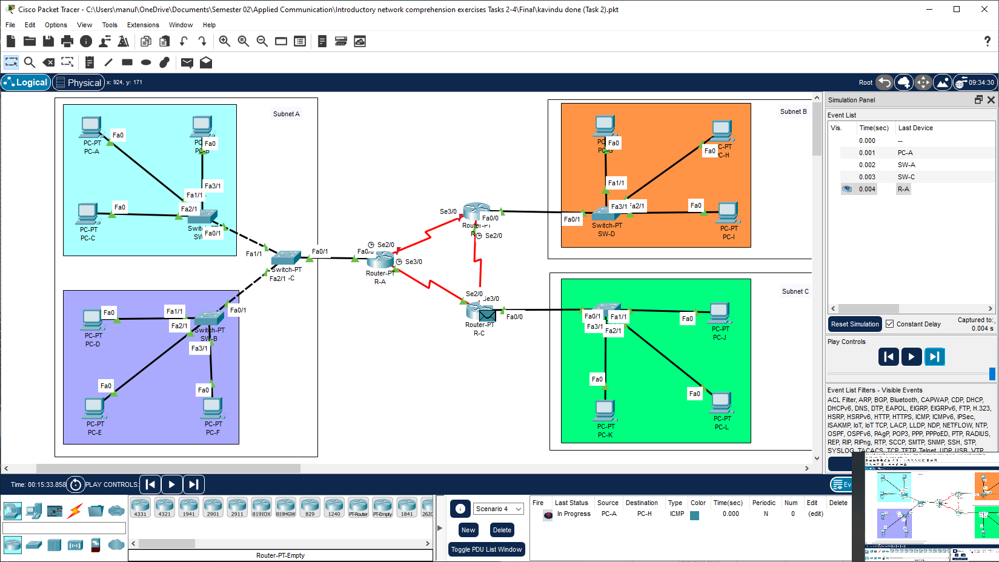 Cisco Packet Tracer - C:\Users\manul\OneDrive\Documents\Semester 02\Applied Communication\Introductory network comprehension exercises Tasks 2-4\Final\kavindu done (Task 2).pkt
File Edit Options View Tools Extensions Window Help
Logical Physical x: 924, y: 171 Root 09:34:30
Subnet A
PC-PT
PC-A
Fa0
Fa0
Fa3/1
Fa1/1
Fa2/1
Fa0
PC-PT
PC-C
Fa0/1
Fa1/1
Switch-PT
Fa2/1 -C
Fa0/1
Fa0
PC-PT
PC-D
Fa1/1
Fa2/1
Fa0/1
Switch-PT
SW-B
Fa3/1
Fa0
PC-PT
PC-E
Fa0
PC-PT
PC-F
Se2/0
Se3/0
Router-PT
R-A
Se3/0
Fa0/0
Se2/0
Se2/0
Se3/0
Fa0/0
Router-PT
R-C
Subnet B
Fa0
Fa0
Fa1/1
Fa3/1
Fa2/1
Fa0/1
Switch-PT
SW-D
Fa0
PC-PT
PC-I
Subnet C
Fa0/1
Fa1/1
Fa3/1
Fa2/1
Fa0
PC-PT
PC-J
Fa0
PC-PT
PC-K
Fa0
PC-PT
PC-L
Simulation Panel
Event List
Vis. Time(sec) Last Device
0.000 --
0.001 PC-A
0.002 SW-A
0.003 SW-C
0.004 R-A
Reset Simulation Constant Delay Captured to:
0.004 s
Play Controls
Event List Filters - Visible Events
ACL Filter, ARP, BGP, Bluetooth, CAPWAP, CDP, DHCP,
DHCPv6, DNS, DTP, EAPOL, EIGRP, EIGRPv6, FTP, H.323,
HSRP, HSRPv6, HTTP, HTTPS, ICMP, ICMPv6, IPSec,
ISAKMP, IoT, IoT TCP, LACP, LLDP, NDP, NETFLOW, NTP,
OSPF, OSPFv6, PAgP, POP3, PPP, PPPoED, PTP, RADIUS,
REP, RIP, RIPng, RTP, SCCP, SMTP, SNMP, SSH, STP,
SYSLOG, TACACS, TCP, TFTP, Telnet, UDP, USB, VTP
Time: 00:15:33.858 PLAY CONTROLS:
4331 4321 1941 2901 2911 819IOX 819HGW 829 1240 PT-Router PT-Empty 1841 2620
Router-PT-Empty
Scenario 4
New Delete
Toggle PDU List Window
Fire Last Status Source Destination Type Color Time(sec) Periodic Num Edit Delete
In Progress PC-A PC-H ICMP 0.000 N 0 (edit)